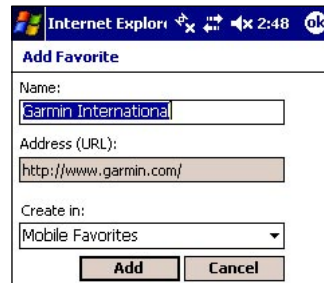 Internet Explor 2:48 ok
Add Favorite
Name:
Garmin International
Address (URL):
http://www.garmin.com/
Create in:
Mobile Favorites
Add Cancel